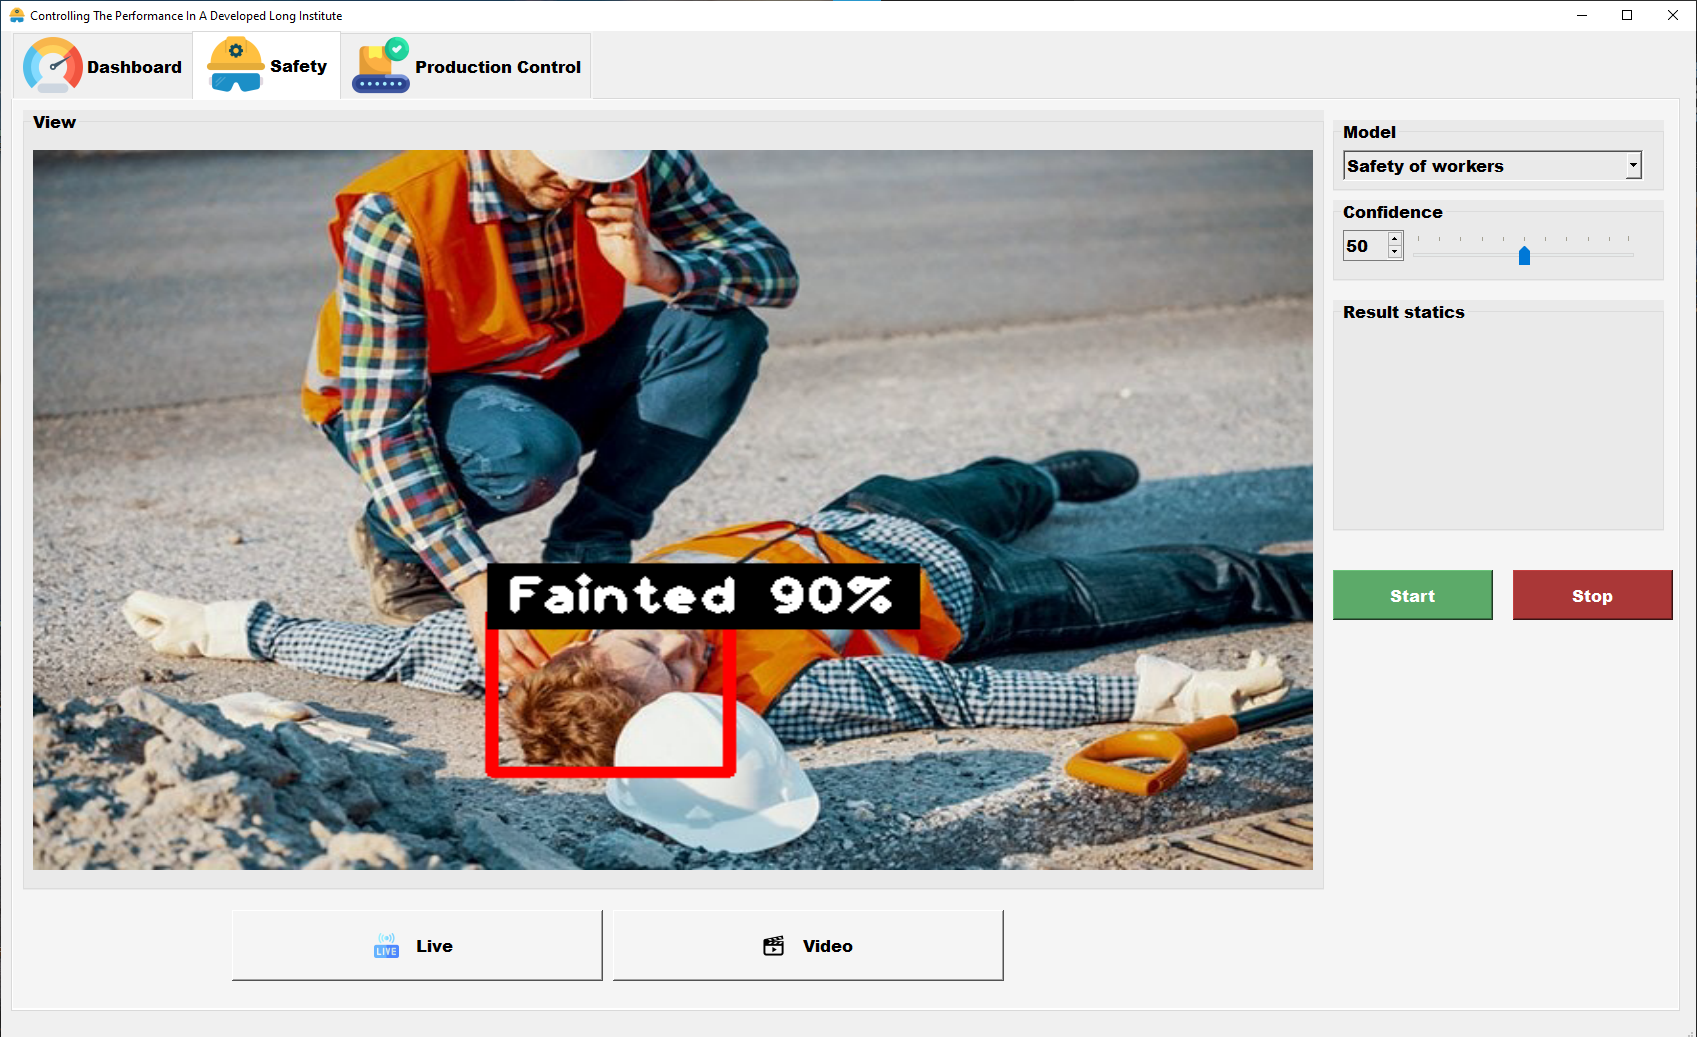 Controlling The Performance In A Developed Long Institute
Dashboard
Safety
Production Control
View
Fainted 90%
Model
Safety of workers
Confidence
50
Result statics
Start
Stop
LIVE
Live
Video